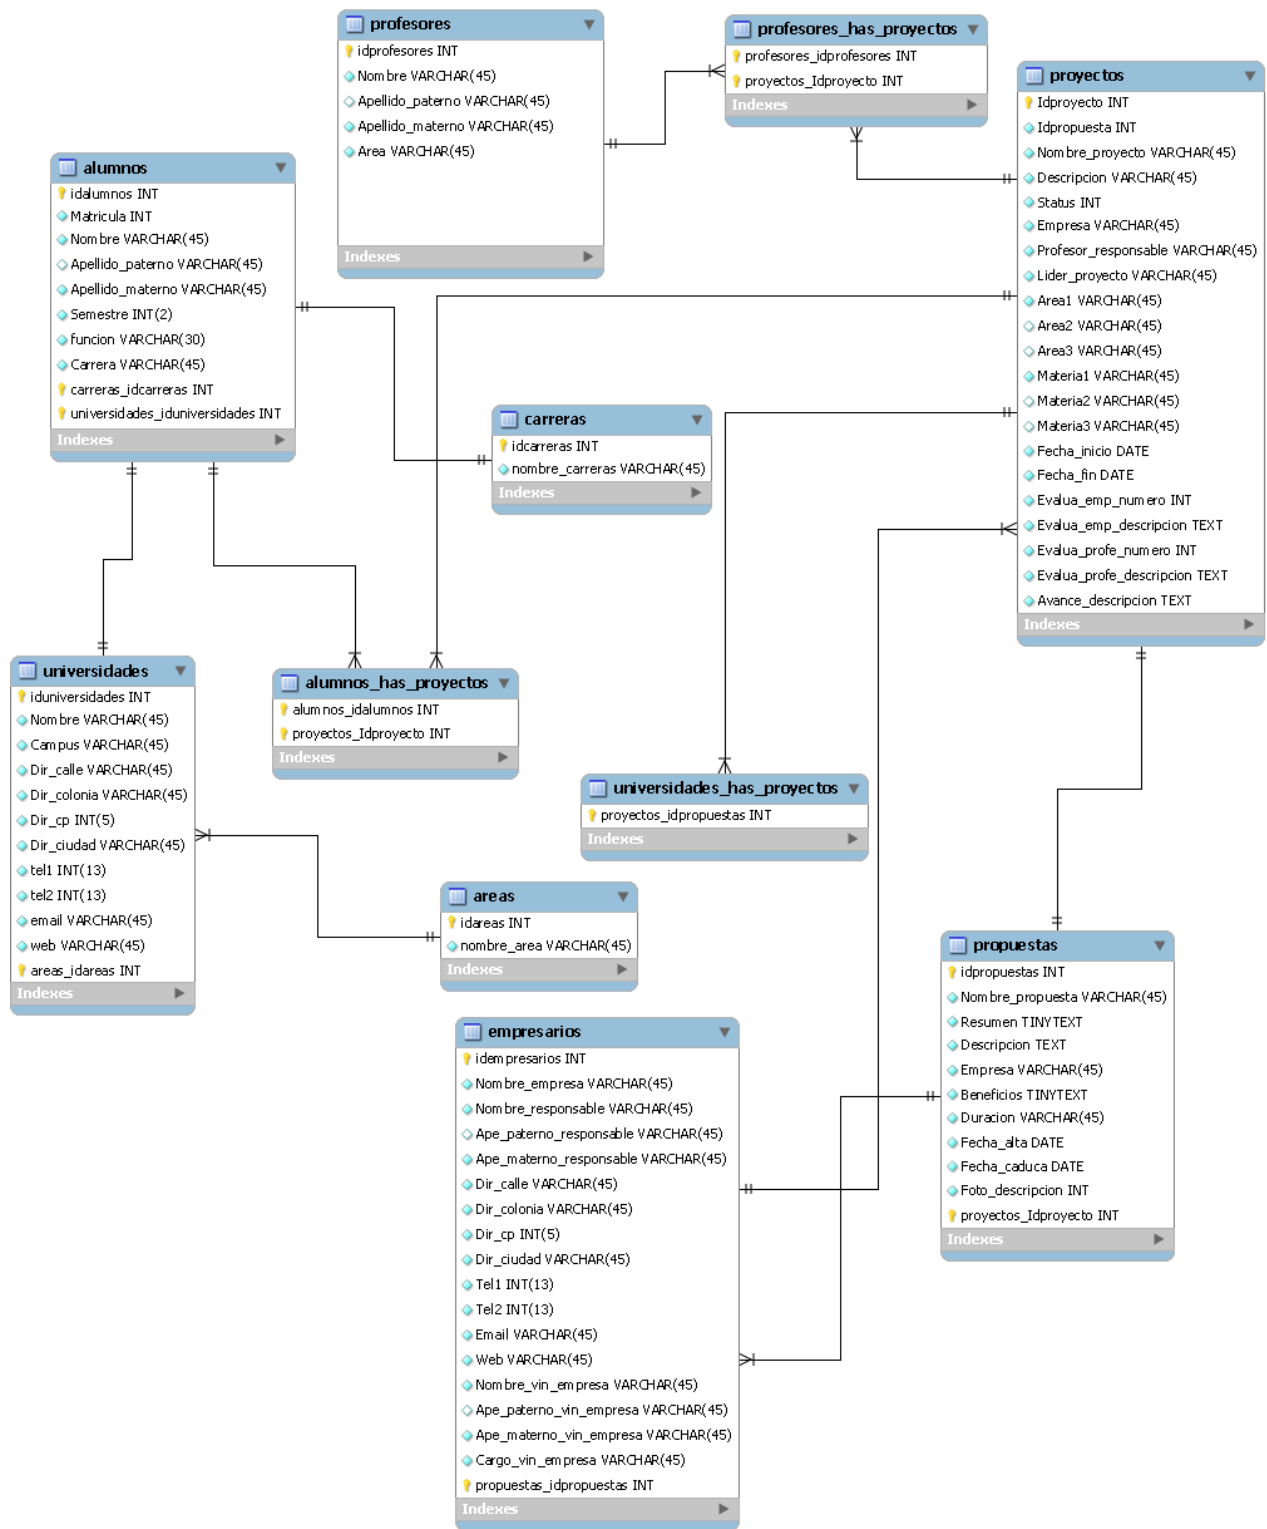 profesores
idprofesores INT
Nombre VARCHAR(45)
Apellido_paterno VARCHAR(45)
Apellido_materno VARCHAR(45)
Area VARCHAR(45)
Indexes
profesores_has_proyectos
profesores_idprofesores INT
proyectos_Idproyecto INT
Indexes
proyectos
Idproyecto INT
Idpropuesta INT
Nombre_proyecto VARCHAR(45)
Descripcion VARCHAR(45)
Status INT
Empresa VARCHAR(45)
Profesor_responsable VARCHAR(45)
Lider_proyecto VARCHAR(45)
Area1 VARCHAR(45)
Area2 VARCHAR(45)
Area3 VARCHAR(45)
Materia1 VARCHAR(45)
Materia2 VARCHAR(45)
Materia3 VARCHAR(45)
Fecha_inicio DATE
Fecha_fin DATE
Evalua_emp_numero INT
Evalua_emp_descripcion TEXT
Evalua_profe_numero INT
Evalua_profe_descripcion TEXT
Avance_descripcion TEXT
Indexes
alumnos
idalumnos INT
Matricula INT
Nombre VARCHAR(45)
Apellido_paterno VARCHAR(45)
Apellido_materno VARCHAR(45)
Semestre INT(2)
funcion VARCHAR(30)
Carrera VARCHAR(45)
carreras_idcarreras INT
universidades_iduniversidades INT
Indexes
carreras
idcarreras INT
nombre_carreras VARCHAR(45)
Indexes
universidades
iduniversidades INT
Nombre VARCHAR(45)
Campus VARCHAR(45)
Dir_calle VARCHAR(45)
Dir_colonia VARCHAR(45)
Dir_cp INT(5)
Dir_ciudad VARCHAR(45)
tel1 INT(13)
tel2 INT(13)
email VARCHAR(45)
web VARCHAR(45)
areas_idareas INT
Indexes
alumnos_has_proyectos
alumnos_idalumnos INT
proyectos_Idproyecto INT
Indexes
universidades_has_proyectos
proyectos_idpropuestas INT
Indexes
areas
idareas INT
nombre_area VARCHAR(45)
Indexes
propuestas
idpropuestas INT
Nombre_propuesta VARCHAR(45)
Resumen TINYTEXT
Descripcion TEXT
Empresa VARCHAR(45)
Beneficios TINYTEXT
Duracion VARCHAR(45)
Fecha_alta DATE
Fecha_caduca DATE
Foto_descripcion INT
proyectos_Idproyecto INT
Indexes
empresarios
idempresarios INT
Nombre_empresa VARCHAR(45)
Nombre_responsable VARCHAR(45)
Ape_paterno_responsable VARCHAR(45)
Ape_materno_responsable VARCHAR(45)
Dir_calle VARCHAR(45)
Dir_colonia VARCHAR(45)
Dir_cp INT(5)
Dir_ciudad VARCHAR(45)
Tel1 INT(13)
Tel2 INT(13)
Email VARCHAR(45)
Web VARCHAR(45)
Nombre_vin_empresa VARCHAR(45)
Ape_paterno_vin_empresa VARCHAR(45)
Ape_materno_vin_empresa VARCHAR(45)
Cargo_vin_empresa VARCHAR(45)
propuestas_idpropuestas INT
Indexes